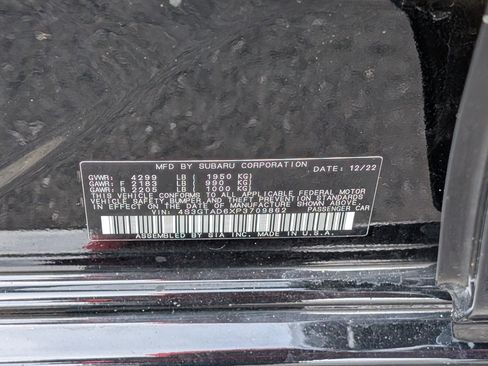 MFD BY SUBARU CORPORATION DATE: 12/22
GVWR: 4299 LB ( 1950 KG)
GAWR: F 2183 LB ( 990 KG)
GAWR: R 2205 LB ( 1000 KG)
THIS VEHICLE CONFORMS TO ALL APPLICABLE FEDERAL MOTOR
VEHICLE SAFETY, BUMPER, AND THEFT PREVENTION STANDARDS
IN EFFECT ON THE DATE OF MANUFACTURE SHOWN ABOVE.
VIN: 4S3GTAD6XP3709862 PASSENGER CAR
ASSEMBLED BY SIA INC. MADE IN U.S.A.